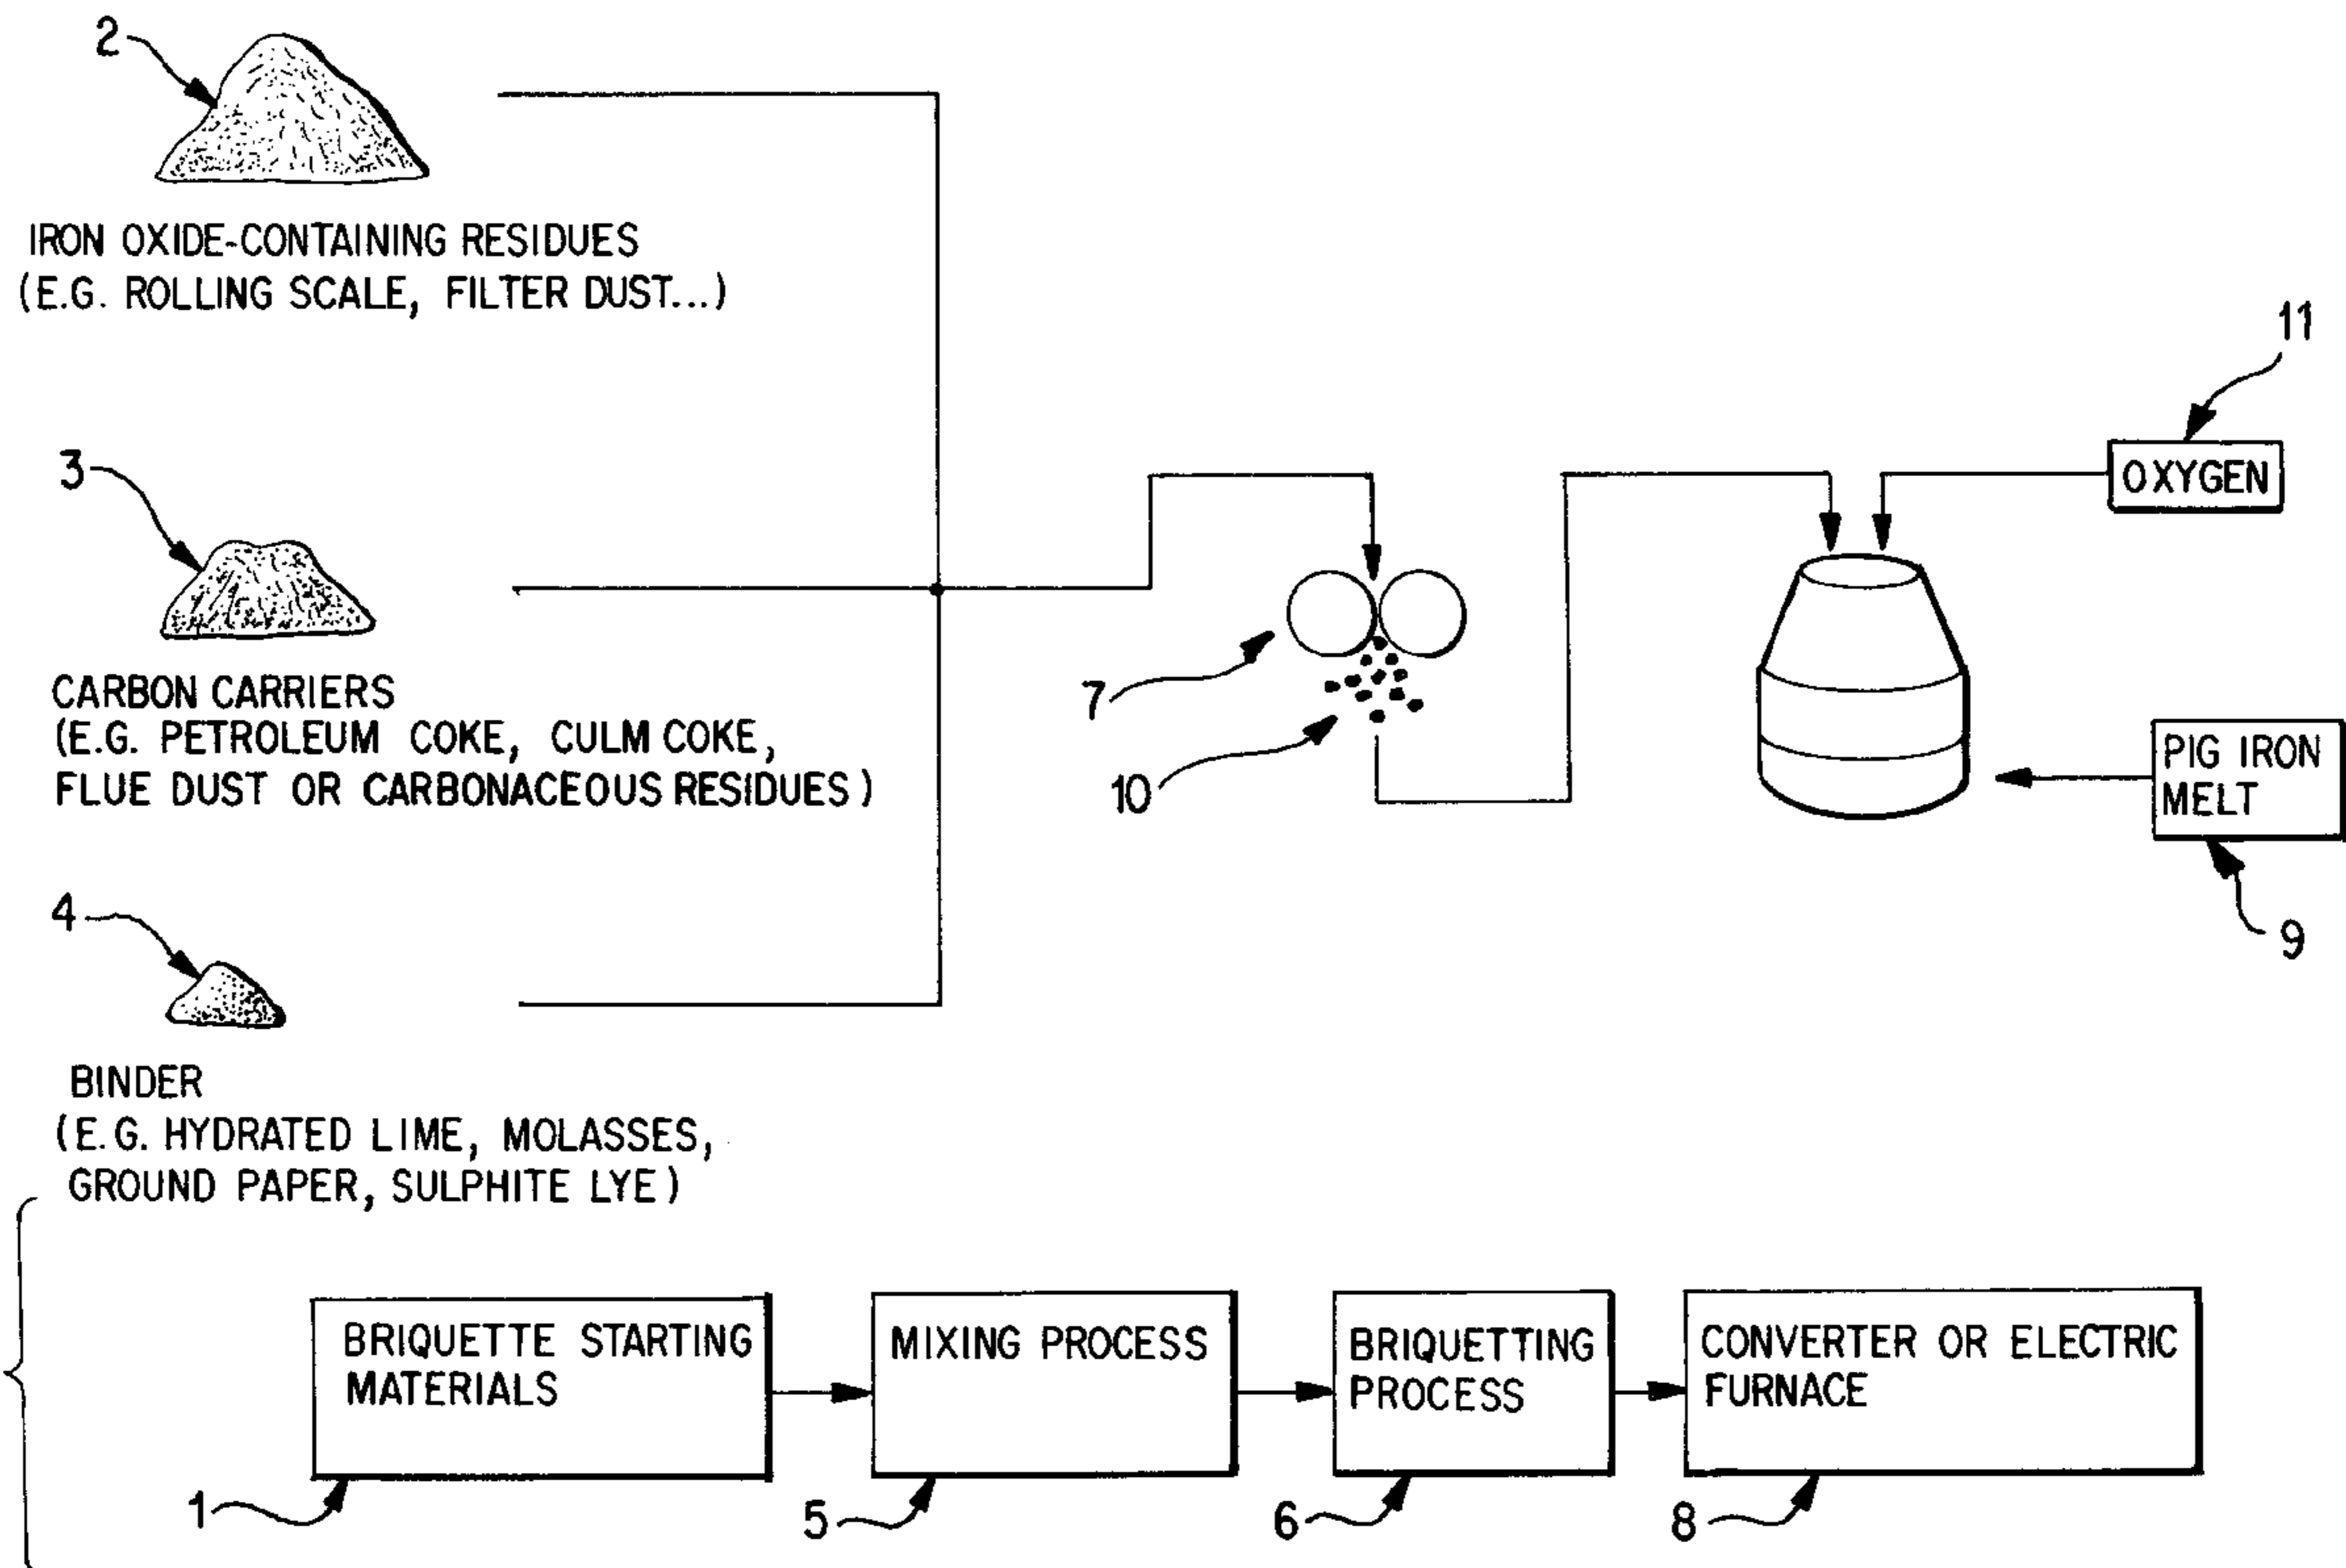 2
IRON OXIDE-CONTAINING RESIDUES
(E.G. ROLLING SCALE, FILTER DUST...)
11
OXYGEN
3
CARBON CARRIERS
(E.G. PETROLEUM COKE, CULM COKE,
FLUE DUST OR CARBONACEOUS RESIDUES)
7
10
PIG IRON
MELT
9
4
BINDER
(E.G. HYDRATED LIME, MOLASSES,
GROUND PAPER, SULPHITE LYE)
BRIQUETTE STARTING
MATERIALS
MIXING PROCESS
BRIQUETTING
PROCESS
CONVERTER OR ELECTRIC
FURNACE
1
5
6
8